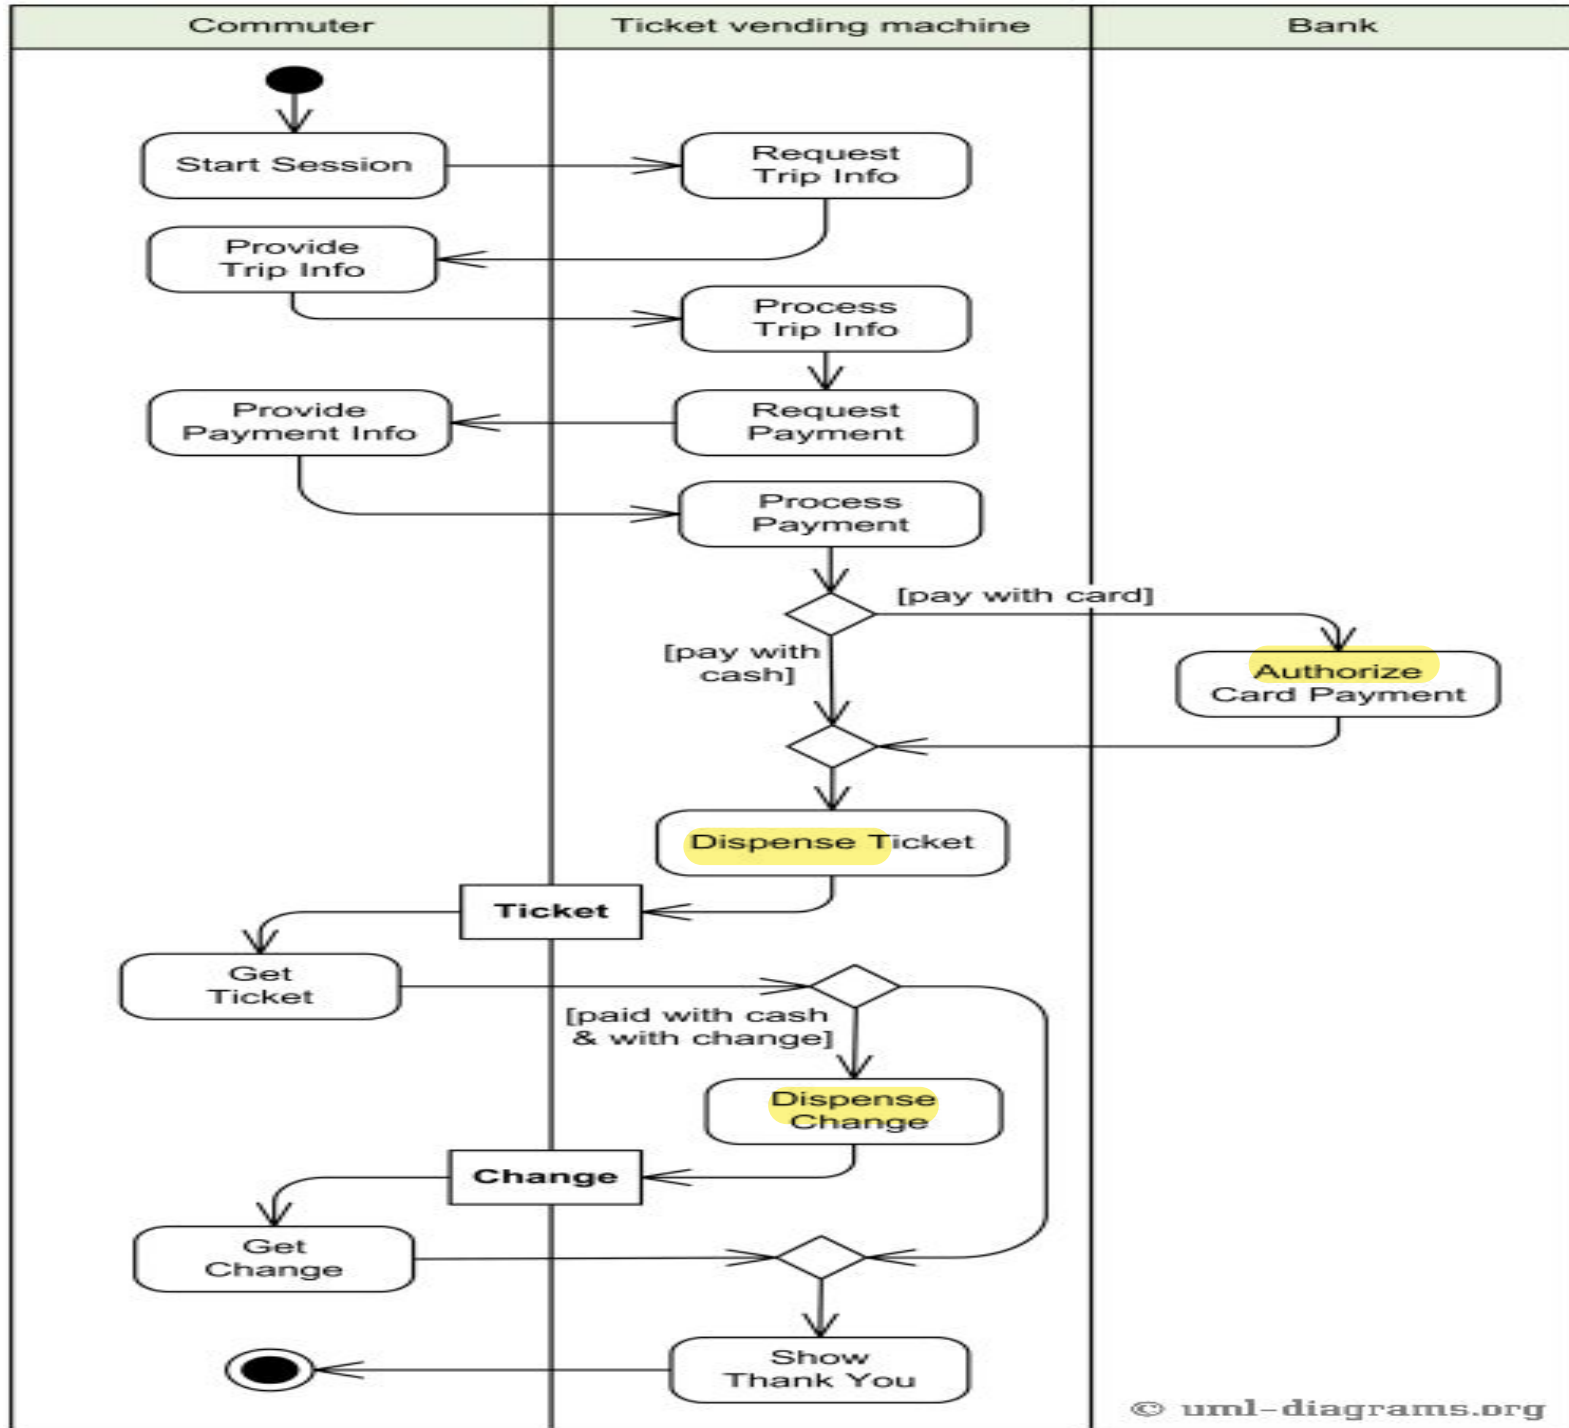 Commuter
Ticket vending machine
Bank
Start Session
Request
Trip Info
Provide
Trip Info
Process
Trip Info
Request
Payment
Provide
Payment Info
Process
Payment
[pay with card]
[pay with
cash]
Authorize
Card Payment
Dispense Ticket
Ticket
Get
Ticket
[paid with cash
& with change]
Dispense
Change
Change
Get
Change
Show
Thank You
© uml-diagrams.org